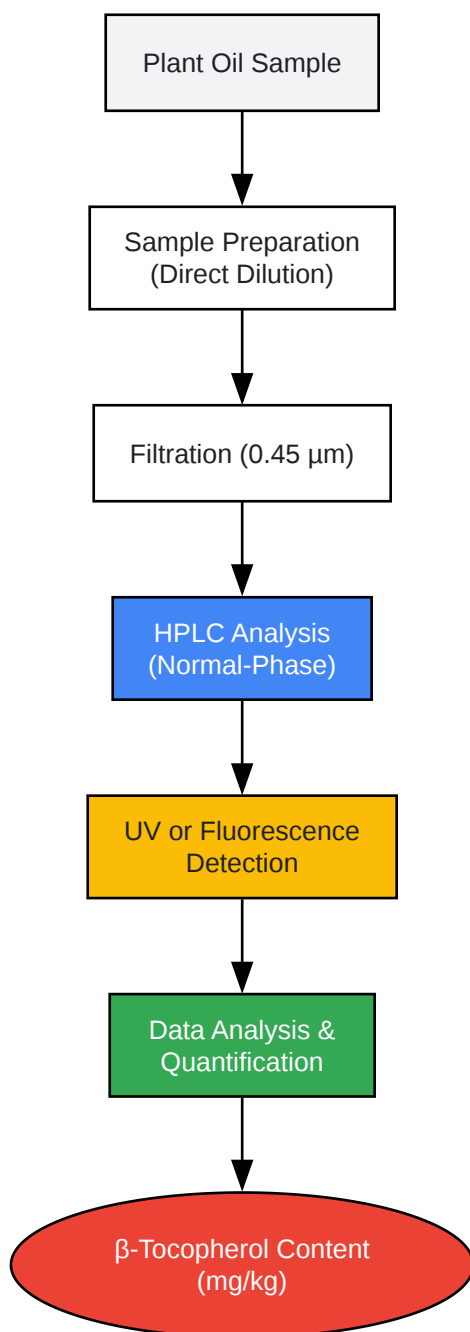 Plant Oil Sample
Sample Preparation
(Direct Dilution)
Filtration (0.45 µm)
HPLC Analysis
(Normal-Phase)
UV or Fluorescence
Detection
Data Analysis &
Quantification
β-Tocopherol Content
(mg/kg)